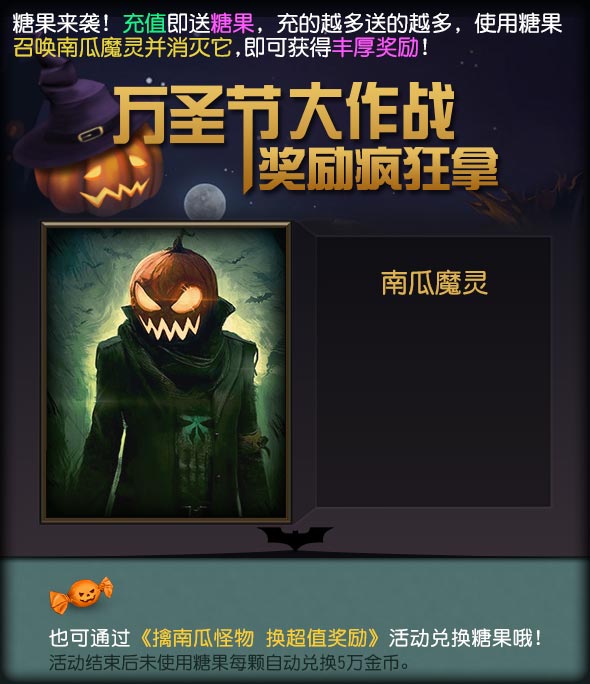 糖果来袭！充值即送糖果，充的越多送的越多，使用糖果
召唤南瓜魔灵并消灭它,即可获得丰厚奖励！
万圣节大作战
奖励疯狂拿
南瓜魔灵
也可通过《擒南瓜怪物 换超值奖励》活动兑换糖果哦！
活动结束后未使用糖果每颗自动兑换5万金币。